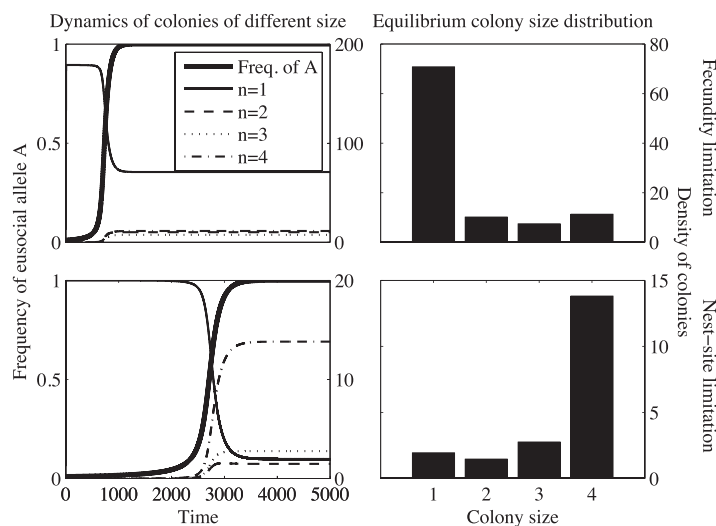 Dynamics of colonies of different size
Equilibrium colony size distribution
Frequency of eusocial allele A
1
0.5
0
200
100
0
Freq. of A
n=1
n=2
n=3
n=4
80
60
40
20
0
Fecundity limitation
Density of colonies
1
0.5
0
20
10
0
0
1000
2000
3000
4000
5000
Time
15
10
5
0
Nest−site limitation
1
2
3
4
Colony size